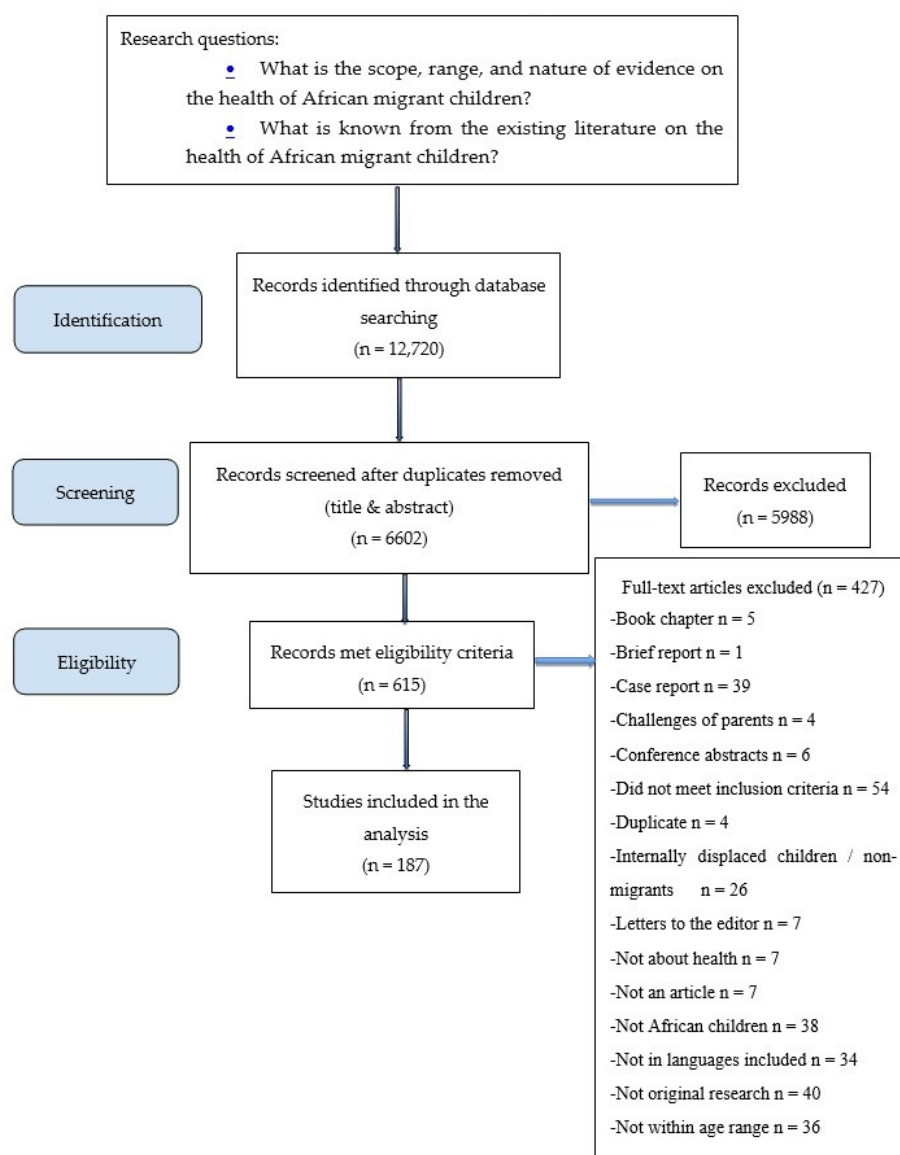 Research questions:
• What is the scope, range, and nature of evidence on
the health of African migrant children?
• What is known from the existing literature on the
health of African migrant children?
Identification
Records identified through database
searching
(n = 12,720)
Screening
Records screened after duplicates removed
(title & abstract)
(n = 6602)
Records excluded
(n = 5988)
Eligibility
Records met eligibility criteria
(n = 615)
Full-text articles excluded (n = 427)
-Book chapter n = 5
-Brief report n = 1
-Case report n = 39
-Challenges of parents n = 4
-Conference abstracts n = 6
-Did not meet inclusion criteria n = 54
-Duplicate n = 4
-Internally displaced children / non-
migrants n = 26
-Letters to the editor n = 7
-Not about health n = 7
-Not an article n = 7
-Not African children n = 38
-Not in languages included n = 34
-Not original research n = 40
-Not within age range n = 36
Studies included in the
analysis
(n = 187)